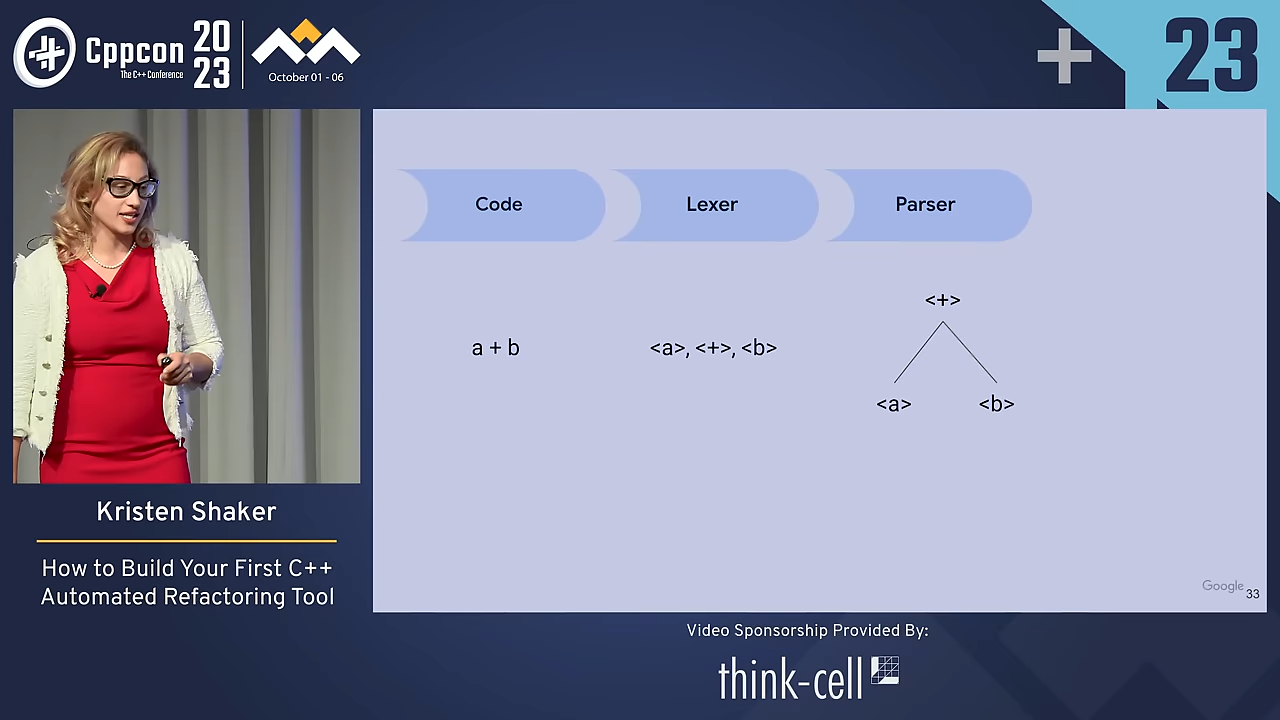 Cppcon
The C++ Conference
20
23
October 01 - 06
23
Code
Lexer
Parser
a + b
<a>, <+>, <b>
<+>
<a>
<b>
Google
33
Kristen Shaker
How to Build Your First C++
Automated Refactoring Tool
Video Sponsorship Provided By:
think-cell